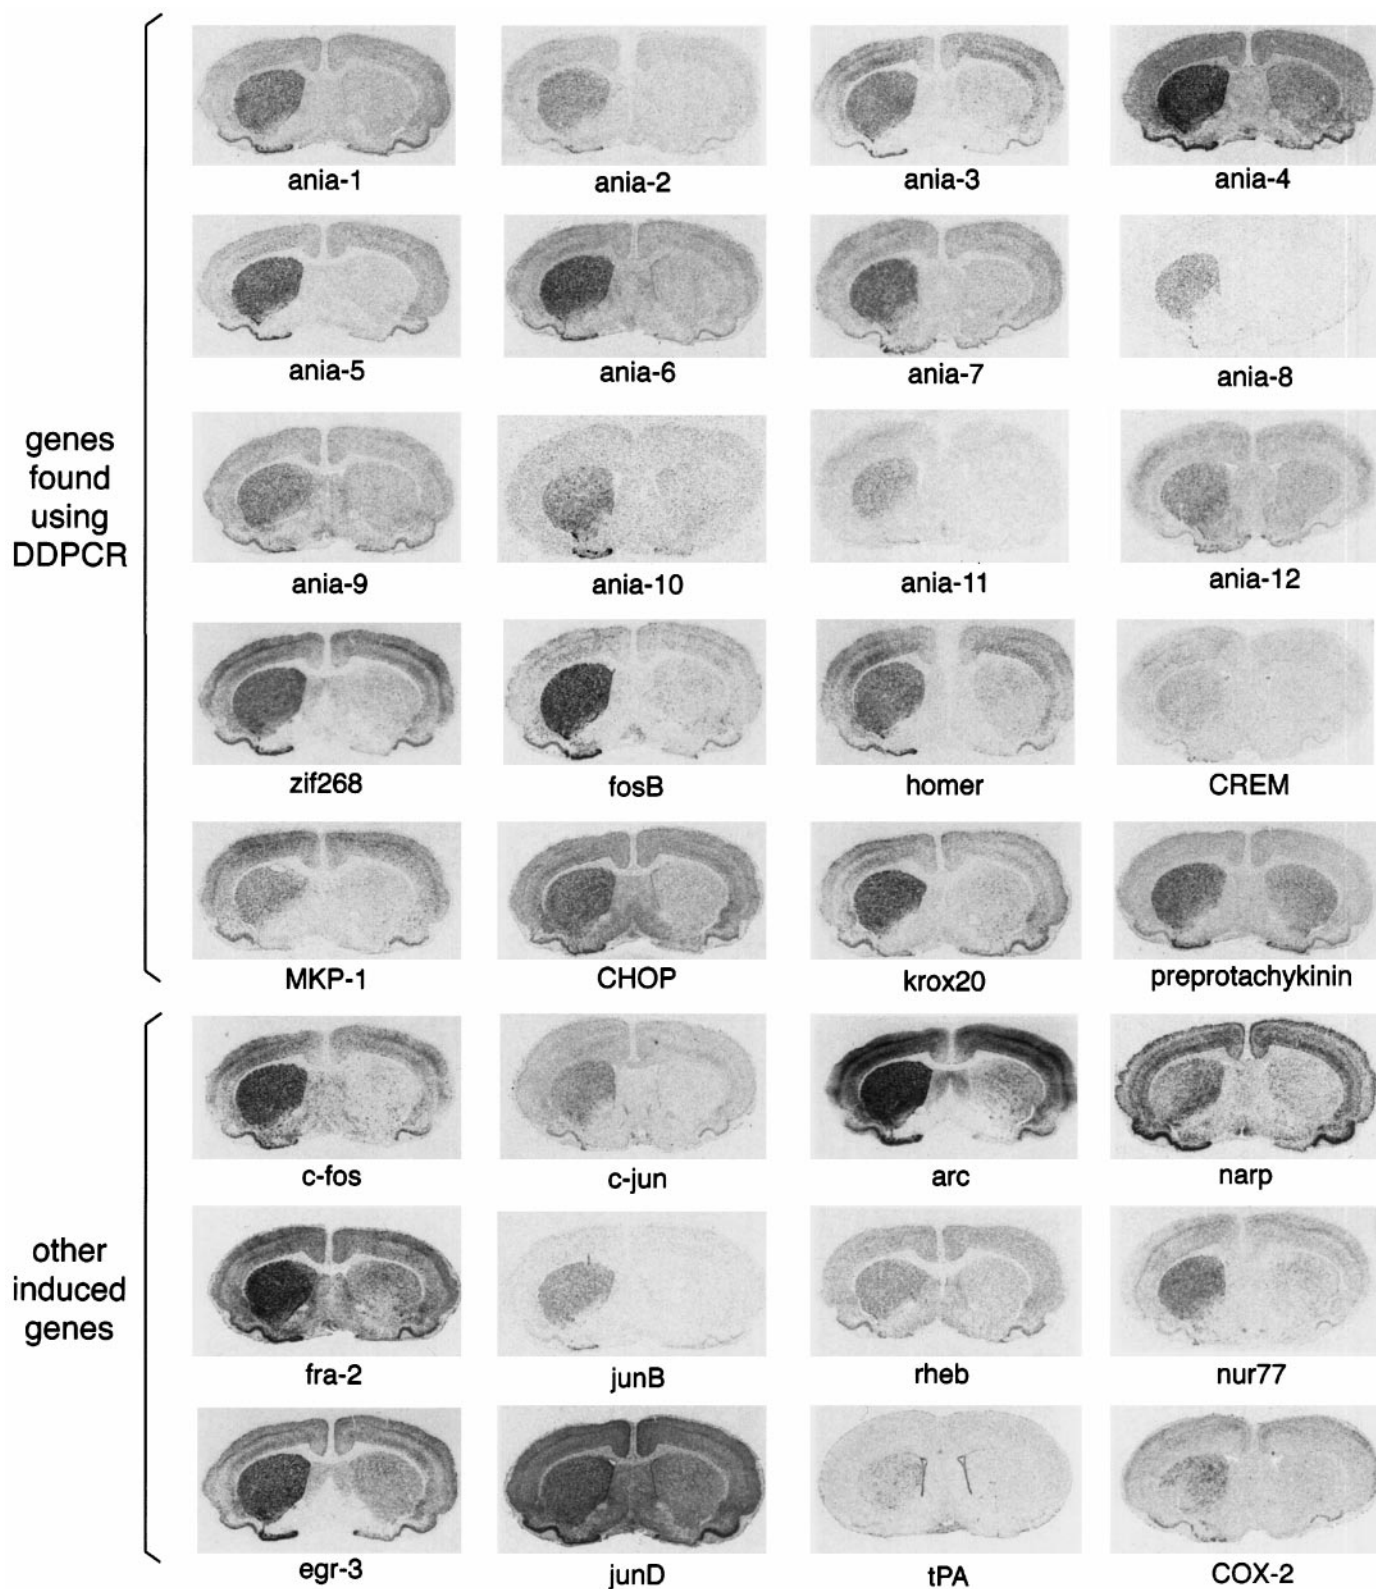 ania-1 ania-2 ania-3 ania-4
ania-5 ania-6 ania-7 ania-8
genes
found
using
DDPCR
ania-9 ania-10 ania-11 ania-12
zif268 fosB homer CREM
MKP-1 CHOP krox20 preprotachykinin
c-fos c-jun arc narp
other
induced
genes
fra-2 junB rheb nur77
egr-3 junD tPA COX-2